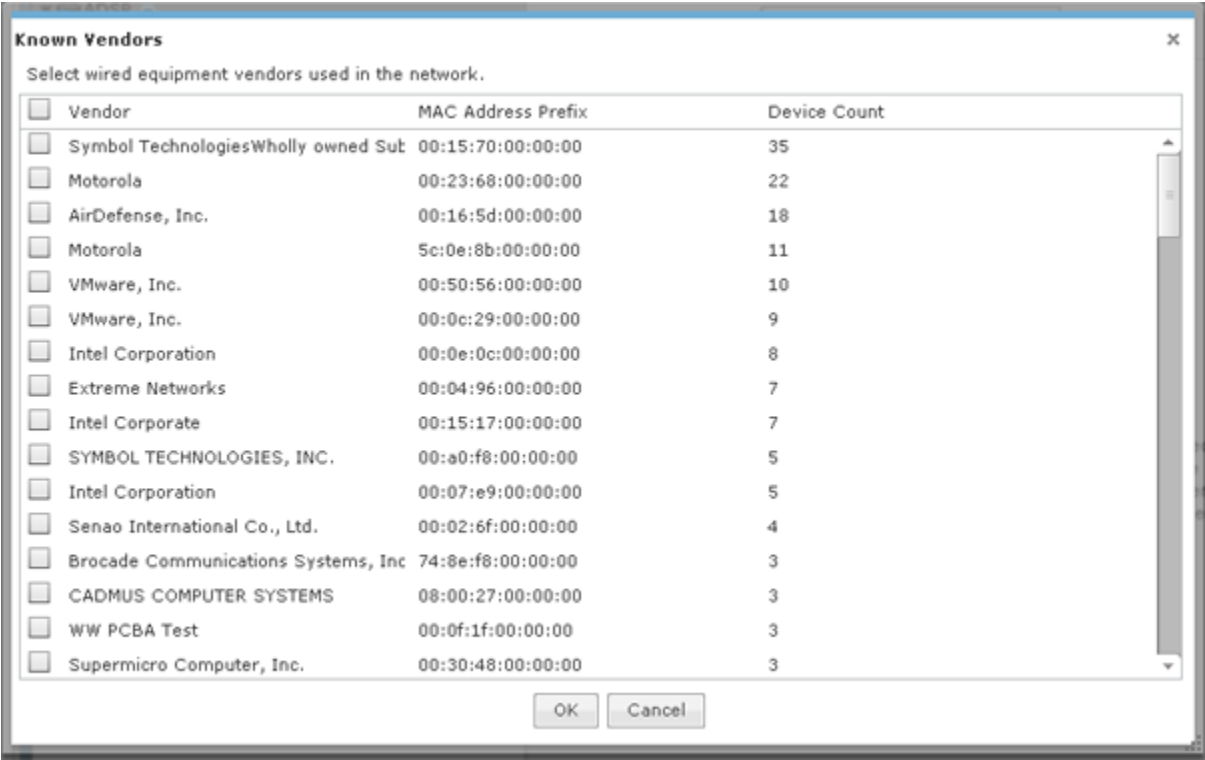 Known Vendors
Select wired equipment vendors used in the network.
Vendor MAC Address Prefix Device Count
Symbol TechnologiesWholly owned Sub 00:15:70:00:00:00 35
Motorola 00:23:68:00:00:00 22
AirDefense, Inc. 00:16:5d:00:00:00 18
Motorola 5c:0e:8b:00:00:00 11
VMware, Inc. 00:50:56:00:00:00 10
VMware, Inc. 00:0c:29:00:00:00 9
Intel Corporation 00:0e:0c:00:00:00 8
Extreme Networks 00:04:96:00:00:00 7
Intel Corporate 00:15:17:00:00:00 7
SYMBOL TECHNOLOGIES, INC. 00:a0:f8:00:00:00 5
Intel Corporation 00:07:e9:00:00:00 5
Senao International Co., Ltd. 00:02:6f:00:00:00 4
Brocade Communications Systems, Inc 74:8e:f8:00:00:00 3
CADMUS COMPUTER SYSTEMS 08:00:27:00:00:00 3
WW PCBA Test 00:0f:1f:00:00:00 3
Supermicro Computer, Inc. 00:30:48:00:00:00 3
OK Cancel